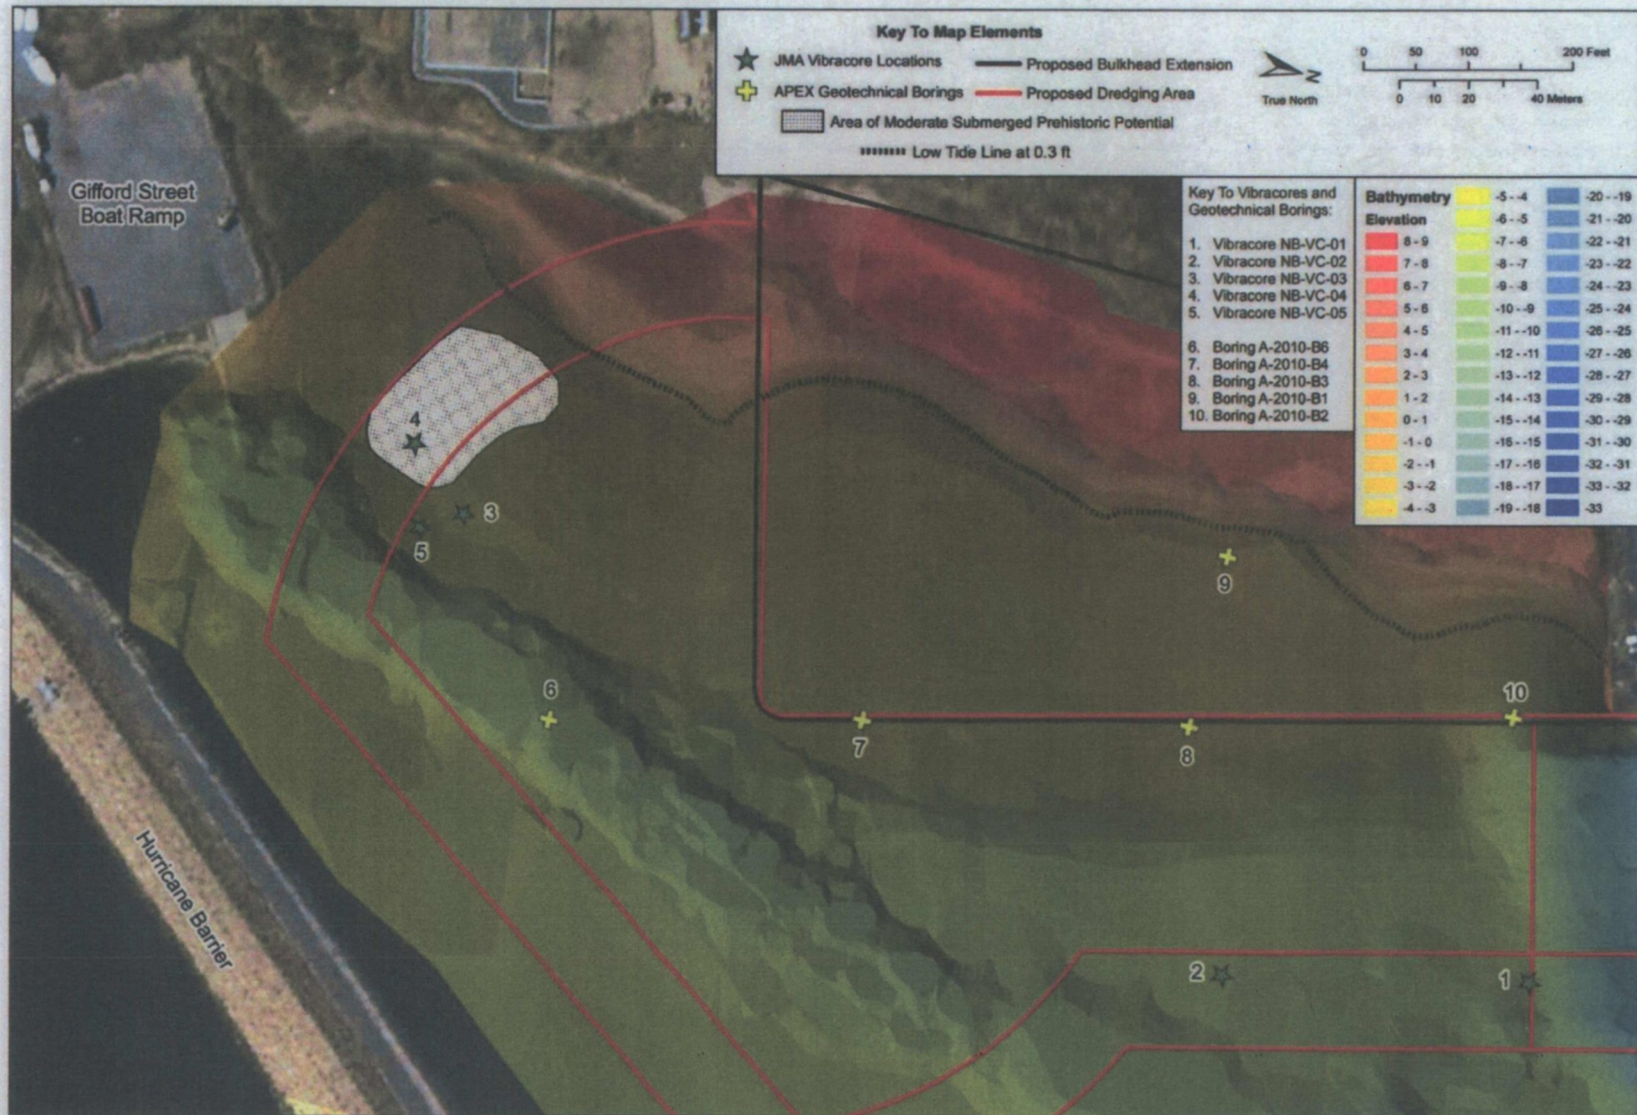 Key To Map Elements
JMA Vibracore Locations
Proposed Bulkhead Extension
APEX Geotechnical Borings
Proposed Dredging Area
Area of Moderate Submerged Prehistoric Potential
Low Tide Line at 0.3 ft
N
True North
0 50 100 200 Feet
0 10 20 40 Meters
Gifford Street
Boat Ramp
Key To Vibracores and
Geotechnical Borings:
1. Vibracore NB-VC-01
2. Vibracore NB-VC-02
3. Vibracore NB-VC-03
4. Vibracore NB-VC-04
5. Vibracore NB-VC-05
6. Boring A-2010-B6
7. Boring A-2010-B4
8. Boring A-2010-B3
9. Boring A-2010-B1
10. Boring A-2010-B2
Bathymetry
Elevation
8 - 9
7 - 8
6 - 7
5 - 6
4 - 5
3 - 4
2 - 3
1 - 2
0 - 1
-1 - 0
-2 - -1
-3 - -2
-4 - -3
-5 - -4
-6 - -5
-7 - -6
-8 - -7
-9 - -8
-10 - -9
-11 - -10
-12 - -11
-13 - -12
-14 - -13
-15 - -14
-16 - -15
-17 - -16
-18 - -17
-19 - -18
-20 - -19
-21 - -20
-22 - -21
-23 - -22
-24 - -23
-25 - -24
-26 - -25
-27 - -26
-28 - -27
-29 - -28
-30 - -29
-31 - -30
-32 - -31
-33 - -32
-33
4
3
5
9
6
10
7
8
Hurricane Barrier
2
1